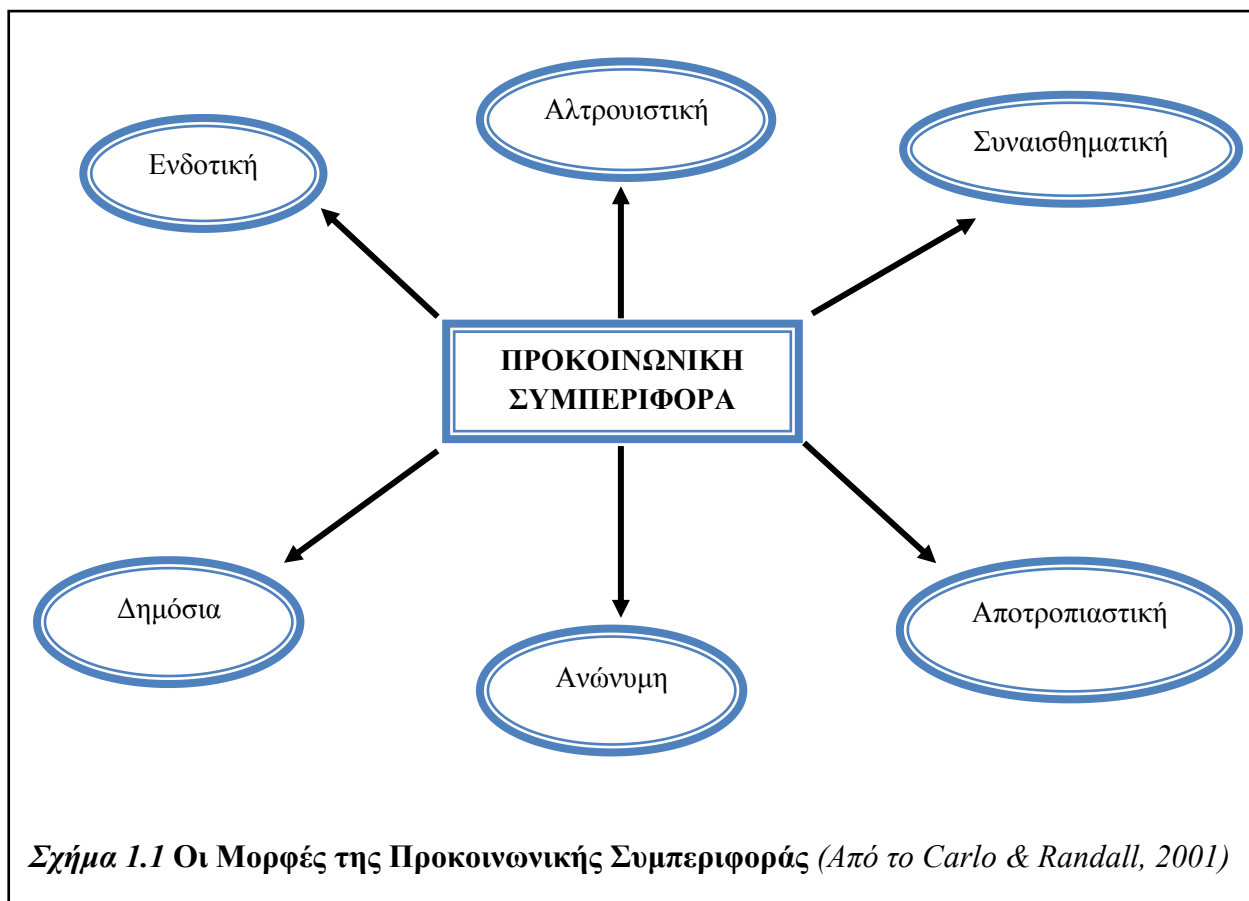 Αλτρουιστική
Ενδοτική
Συναισθηματική
ΠΡΟΚΟΙΝΩΝΙΚΗ
ΣΥΜΠΕΡΙΦΟΡΑ
Δημόσια
Ανώνυμη
Αποτροπιαστική
Σχήμα 1.1 Οι Μορφές της Προκοινωνικής Συμπεριφοράς (Από το Carlo & Randall, 2001)